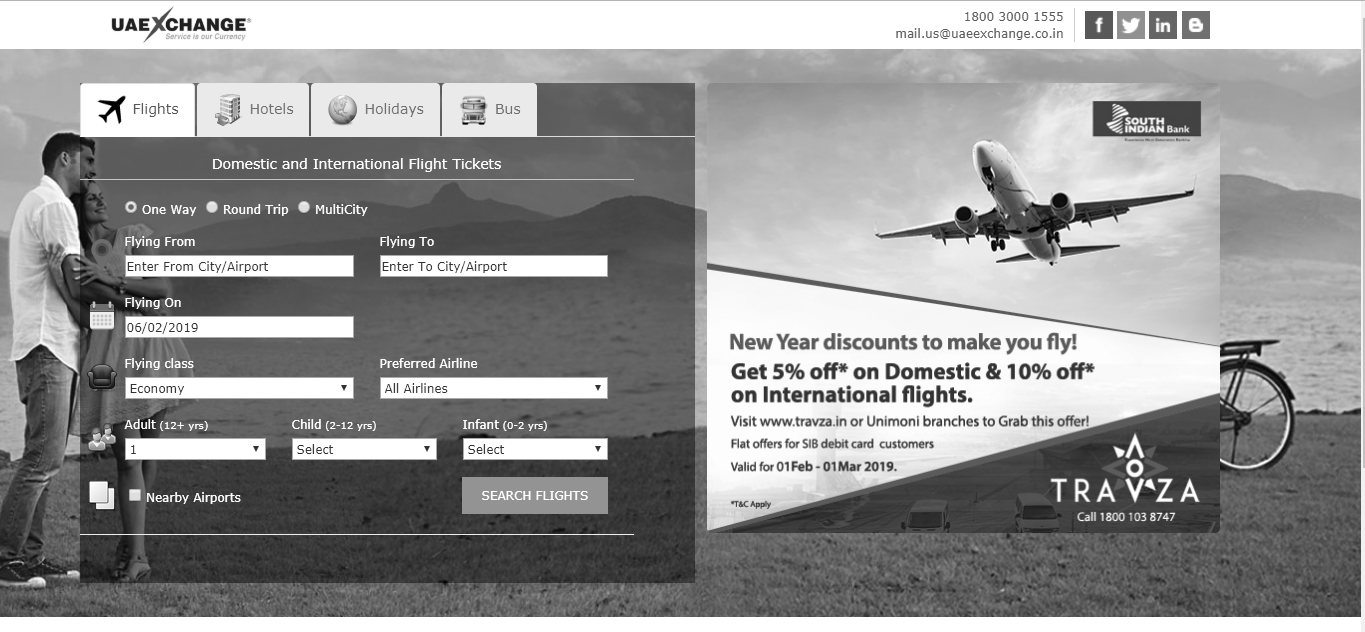 UAEXCHANGE
Service is our Currency
1800 3000 1555
mail.us@uaeexchange.co.in
Flights
Hotels
Holidays
Bus
Domestic and International Flight Tickets
One Way
Round Trip
MultiCity
Flying From
Flying To
Enter From City/Airport
Enter To City/Airport
Flying On
06/02/2019
Flying class
Preferred Airline
Economy
All Airlines
Adult (12+ yrs)
Child (2-12 yrs)
Infant (0-2 yrs)
1
Select
Select
Nearby Airports
SEARCH FLIGHTS
SOUTH
INDIAN Bank
New Year discounts to make you fly!
Get 5% off* on Domestic & 10% off*
on International flights.
Visit www.travza.in or Unimoni branches to Grab this offer!
Flat offers for SIB debit card customers
Valid for 01Feb - 01Mar 2019.
*T&C Apply
TRAVZA
Call 1800 103 8747